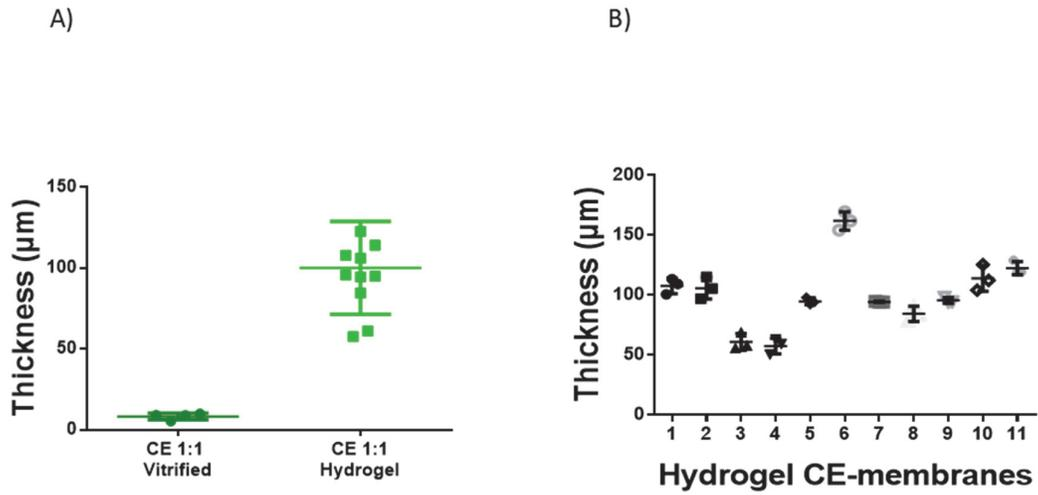 A)
150
100
50
0
Thickness (µm)
CE 1:1
Vitrified
CE 1:1
Hydrogel
B)
200
150
100
50
0
Thickness (µm)
1 2 3 4 5 6 7 8 9 10 11
Hydrogel CE-membranes